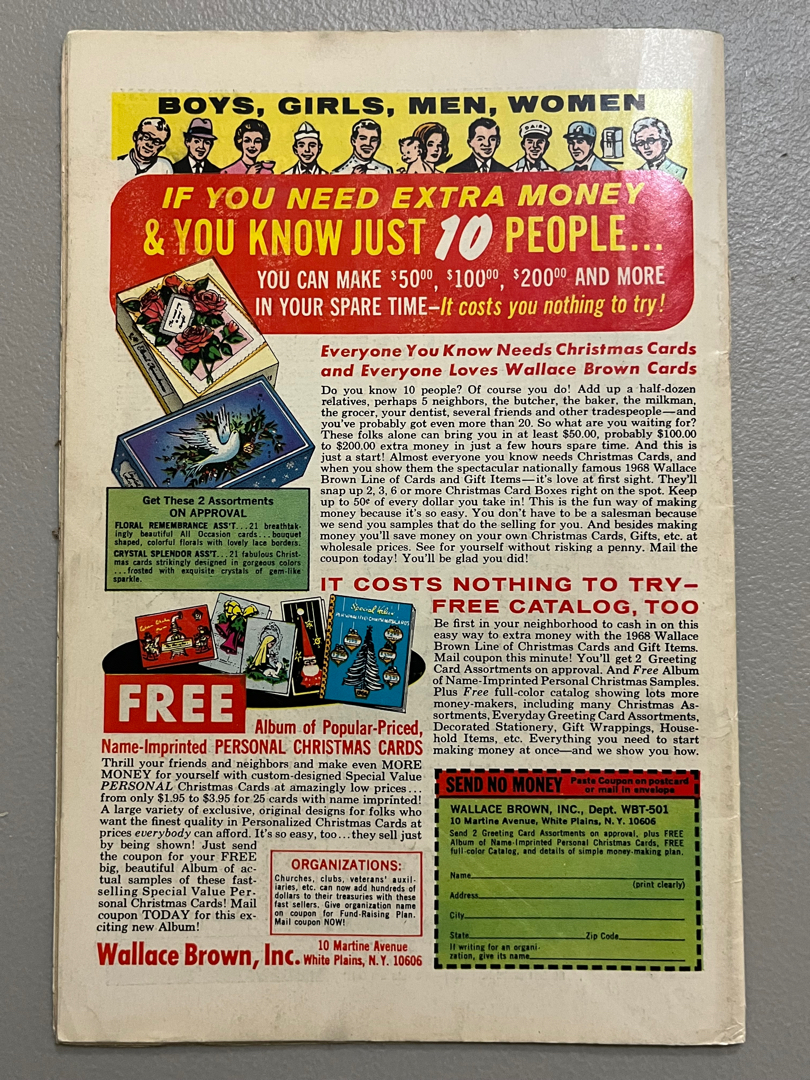 BOYS, GIRLS, MEN, WOMEN
DAIRY
IF YOU NEED EXTRA MONEY
& YOU KNOW JUST 10 PEOPLE...
YOU CAN MAKE $50⁰⁰, $100⁰⁰, $200⁰⁰ AND MORE
IN YOUR SPARE TIME—It costs you nothing to try!
Everyone You Know Needs Christmas Cards
and Everyone Loves Wallace Brown Cards
Do you know 10 people? Of course you do! Add up a half-dozen
relatives, perhaps 5 neighbors, the butcher, the baker, the milkman,
the grocer, your dentist, several friends and other tradespeople—and
you've probably got even more than 20. So what are you waiting for?
These folks alone can bring you in at least $50.00, probably $100.00
to $200.00 extra money in just a few hours spare time. And this is
just a start! Almost everyone you know needs Christmas Cards, and
when you show them the spectacular nationally famous 1968 Wallace
Brown Line of Cards and Gift Items—it's love at first sight. They'll
snap up 2, 3, 6 or more Christmas Card Boxes right on the spot. Keep
up to 50¢ of every dollar you take in! This is the fun way of making
money because it's so easy. You don't have to be a salesman because
we send you samples that do the selling for you. And besides making
money you'll save money on your own Christmas Cards, Gifts, etc. at
wholesale prices. See for yourself without risking a penny. Mail the
coupon today! You'll be glad you did!
Get These 2 Assortments
ON APPROVAL
FLORAL REMEMBRANCE ASS'T...21 breathtak-
ingly beautiful All Occasion cards...bouquet
shaped, colorful florals with lovely lace borders.
CRYSTAL SPLENDOR ASS'T...21 fabulous Christ-
mas cards strikingly designed in gorgeous colors
...frosted with exquisite crystals of gem-like
sparkle.
IT COSTS NOTHING TO TRY—
FREE CATALOG, TOO
Be first in your neighborhood to cash in on this
easy way to extra money with the 1968 Wallace
Brown Line of Christmas Cards and Gift Items.
Mail coupon this minute! You'll get 2 Greeting
Card Assortments on approval. And Free Album
of Name-Imprinted Personal Christmas Samples.
Plus Free full-color catalog showing lots more
money-makers, including many Christmas As-
sortments, Everyday Greeting Card Assortments,
Decorated Stationery, Gift Wrappings, House-
hold Items, etc. Everything you need to start
making money at once—and we show you how.
Special Value
PERSONAL CHRISTMAS CARDS
FREE
Album of Popular-Priced,
Name-Imprinted PERSONAL CHRISTMAS CARDS
Thrill your friends and neighbors and make even MORE
MONEY for yourself with custom-designed Special Value
PERSONAL Christmas Cards at amazingly low prices...
from only $1.95 to $3.95 for 25 cards with name imprinted!
A large variety of exclusive, original designs for folks who
want the finest quality in Personalized Christmas Cards at
prices everybody can afford. It's so easy, too...they sell just
by being shown! Just send
the coupon for your FREE
big, beautiful Album of ac-
tual samples of these fast-
selling Special Value Per-
sonal Christmas Cards! Mail
coupon TODAY for this ex-
citing new Album!
ORGANIZATIONS:
Churches, clubs, veterans' auxil-
iaries, etc. can now add hundreds of
dollars to their treasuries with these
fast sellers. Give organization name
on coupon for Fund-Raising Plan.
Mail coupon NOW!
Wallace Brown, Inc. 10 Martine Avenue
White Plains, N.Y. 10606
SEND NO MONEY Paste Coupon on postcard
or mail in envelope
WALLACE BROWN, INC., Dept. WBT-501
10 Martine Avenue, White Plains, N.Y. 10606
Send 2 Greeting Card Assortments on approval, plus FREE
Album of Name-Imprinted Personal Christmas Cards, FREE
full-color Catalog, and details of simple money-making plan.
Name
(print clearly)
Address
City
State Zip Code
If writing for an organi-
zation, give its name